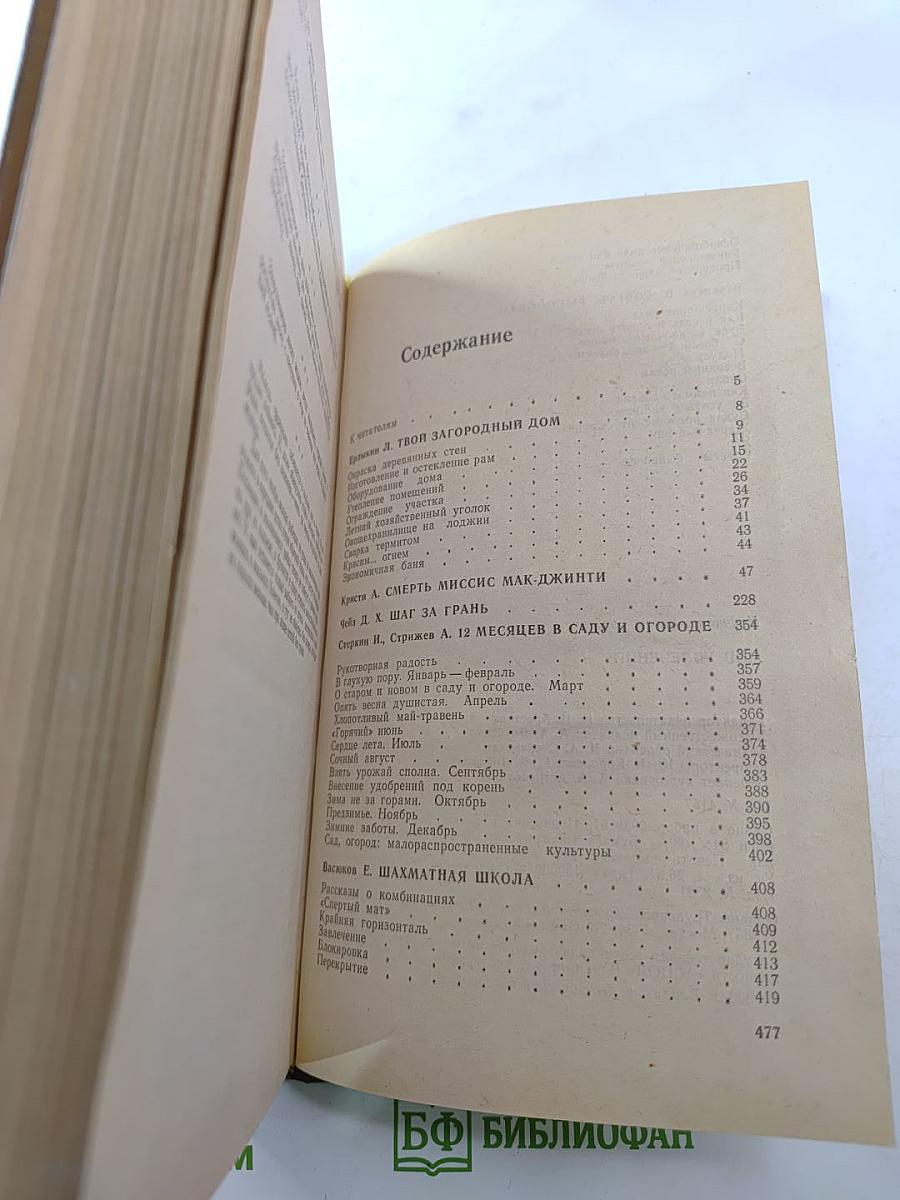 Содержание
К читателям . . . . . . . . . . 5
Ерлыкин Л. ТВОЙ ЗАГОРОДНЫЙ ДОМ . . . . 8
Окраска деревянных стен . . . . . . . . 9
Изготовление и остекление рам . . . . . . . 11
Оборудование дома . . . . . . . . 15
Утепление помещений . . . . . . . . 22
Ограждение участка . . . . . . . . 26
Летний хозяйственный уголок . . . . . . . 34
Овощехранилище на лоджии . . . . . . . 37
Сварка термитом . . . . . . . . 41
Красим... огнем . . . . . . . . 43
Экономичная баня . . . . . . . . 44
Кристи А. СМЕРТЬ МИССИС МАК-ДЖИНТИ . . . . 47
Чейз Д. Х. ШАГ ЗА ГРАНЬ . . . . . . . 228
Стеркин И., Стрижев А. 12 МЕСЯЦЕВ В САДУ И ОГОРОДЕ 354
Рукотворная радость . . . . . . . . 354
В глухую пору. Январь — февраль . . . . . . 357
О старом и новом в саду и огороде. Март . . . . 359
Опять весна душистая. Апрель . . . . . . 364
Хлопотливый май-травень . . . . . . . 366
«Горячий» июнь . . . . . . . . 371
Сердце лета. Июль . . . . . . . . 374
Сочный август . . . . . . . . 378
Взять урожай сполна. Сентябрь . . . . . . 383
Внесение удобрений под корень . . . . . . 388
Зима не за горами. Октябрь . . . . . . . 390
Предзимье. Ноябрь . . . . . . . . 395
Зимние заботы. Декабрь . . . . . . . 398
Сад, огород: малораспространенные культуры . . . . 402
Васюков Е. ШАХМАТНАЯ ШКОЛА . . . . . . 408
Рассказы о комбинациях . . . . . . . 408
«Спертый мат» . . . . . . . . 409
Крайняя горизонталь . . . . . . . . 412
Завлечение . . . . . . . . . 413
Блокировка . . . . . . . . . 417
Перекрытие . . . . . . . . . 419
477
БФ БИБЛИОФАН